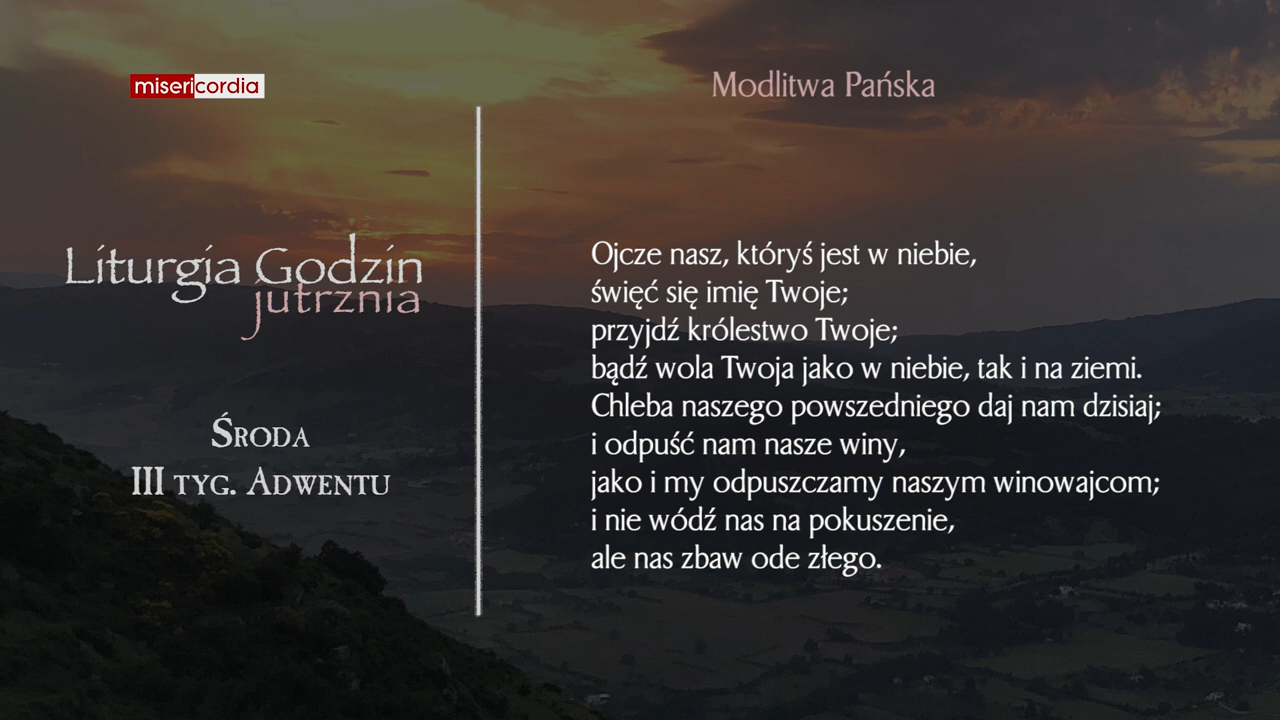 misericordia
Liturgia Godzin
jutrznia
Środa
III tyg. Adwentu
Modlitwa Pańska
Ojcze nasz, któryś jest w niebie,
święć się imię Twoje;
przyjdź królestwo Twoje;
bądź wola Twoja jako w niebie, tak i na ziemi.
Chleba naszego powszedniego daj nam dzisiaj;
i odpuść nam nasze winy,
jako i my odpuszczamy naszym winowajcom;
i nie wódź nas na pokuszenie,
ale nas zbaw ode złego.